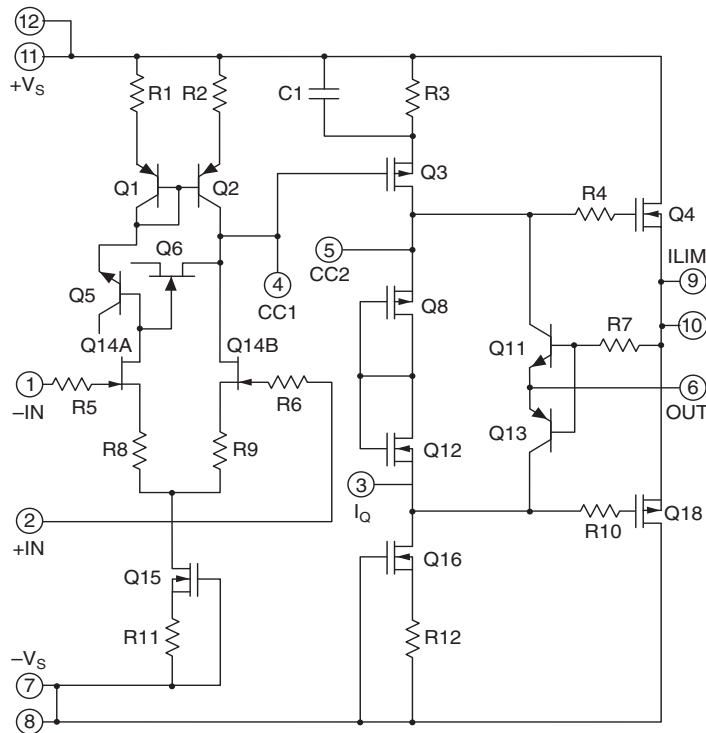 12
11
+VS
R1
R2
C1
R3
Q1
Q2
Q3
R4
Q4
Q6
5
CC2
ILIM
9
4
CC1
Q5
Q8
10
Q14A
Q14B
R7
Q11
1
–IN
R5
R6
6
OUT
Q13
R8
R9
Q12
3
IQ
2
+IN
R10
Q18
Q15
Q16
R11
R12
–VS
7
8